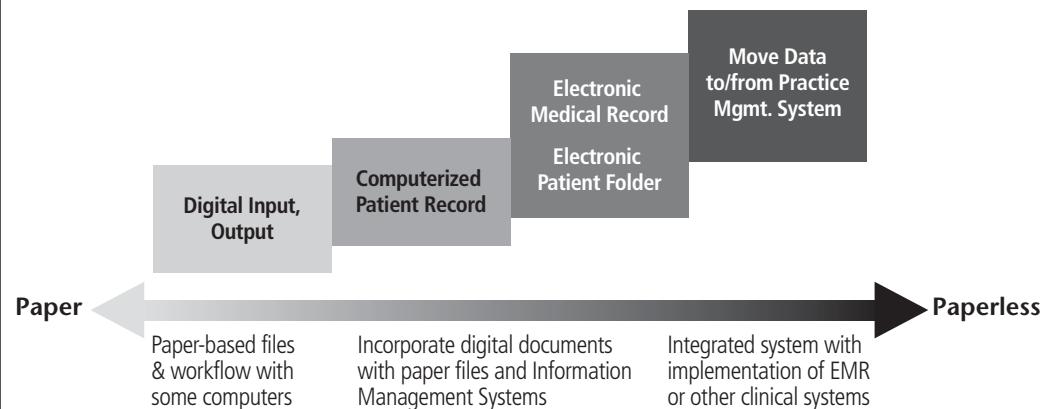 Move Data
to/from Practice
Mgmt. System
Electronic
Medical Record
Electronic
Patient Folder
Computerized
Patient Record
Digital Input,
Output
Paper
Paperless
Paper-based files
& workflow with
some computers
Incorporate digital documents
with paper files and Information
Management Systems
Integrated system with
implementation of EMR
or other clinical systems